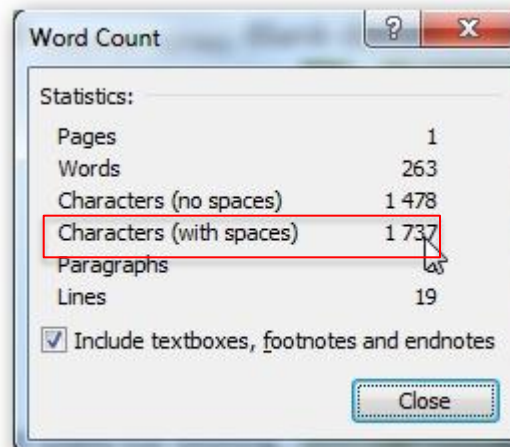 Word Count
Statistics:
Pages 1
Words 263
Characters (no spaces) 1 478
Characters (with spaces) 1 737
Paragraphs
Lines 19
Include textboxes, footnotes and endnotes
Close